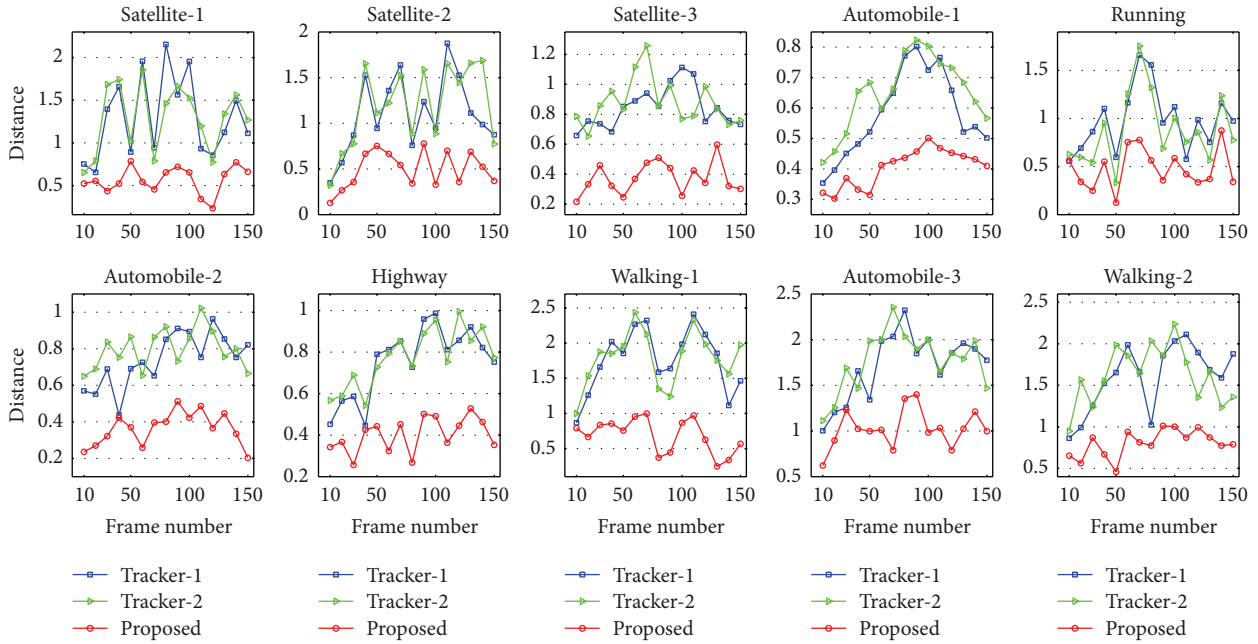 Satellite-1 Satellite-2 Satellite-3 Automobile-1 Running
Distance
2
1.5
1
0.5
10 50 100 150
2
1.5
1
0.5
0
10 50 100 150
1.2
1
0.8
0.6
0.4
0.2
10 50 100 150
0.8
0.7
0.6
0.5
0.4
0.3
10 50 100 150
2
1.5
1
0.5
0
10 50 100 150
Automobile-2 Highway Walking-1 Automobile-3 Walking-2
Distance
1
0.8
0.6
0.4
0.2
10 50 100 150
1
0.8
0.6
0.4
0.2
10 50 100 150
2.5
2
1.5
1
0.5
10 50 100 150
2.5
2
1.5
1
0.5
10 50 100 150
2.5
2
1.5
1
0.5
10 50 100 150
Frame number Frame number Frame number Frame number Frame number
Tracker-1 Tracker-1 Tracker-1 Tracker-1 Tracker-1
Tracker-2 Tracker-2 Tracker-2 Tracker-2 Tracker-2
Proposed Proposed Proposed Proposed Proposed